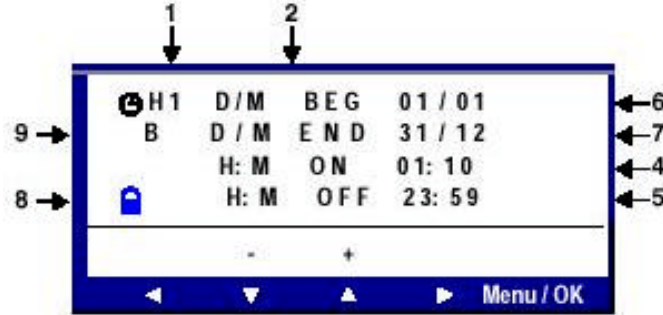 1 2
H1 D/M BEG 01/01 6
9 B D/M END 31/12 7
H:M ON 01:10 4
8 H:M OFF 23:59 5
- +
Menu/OK